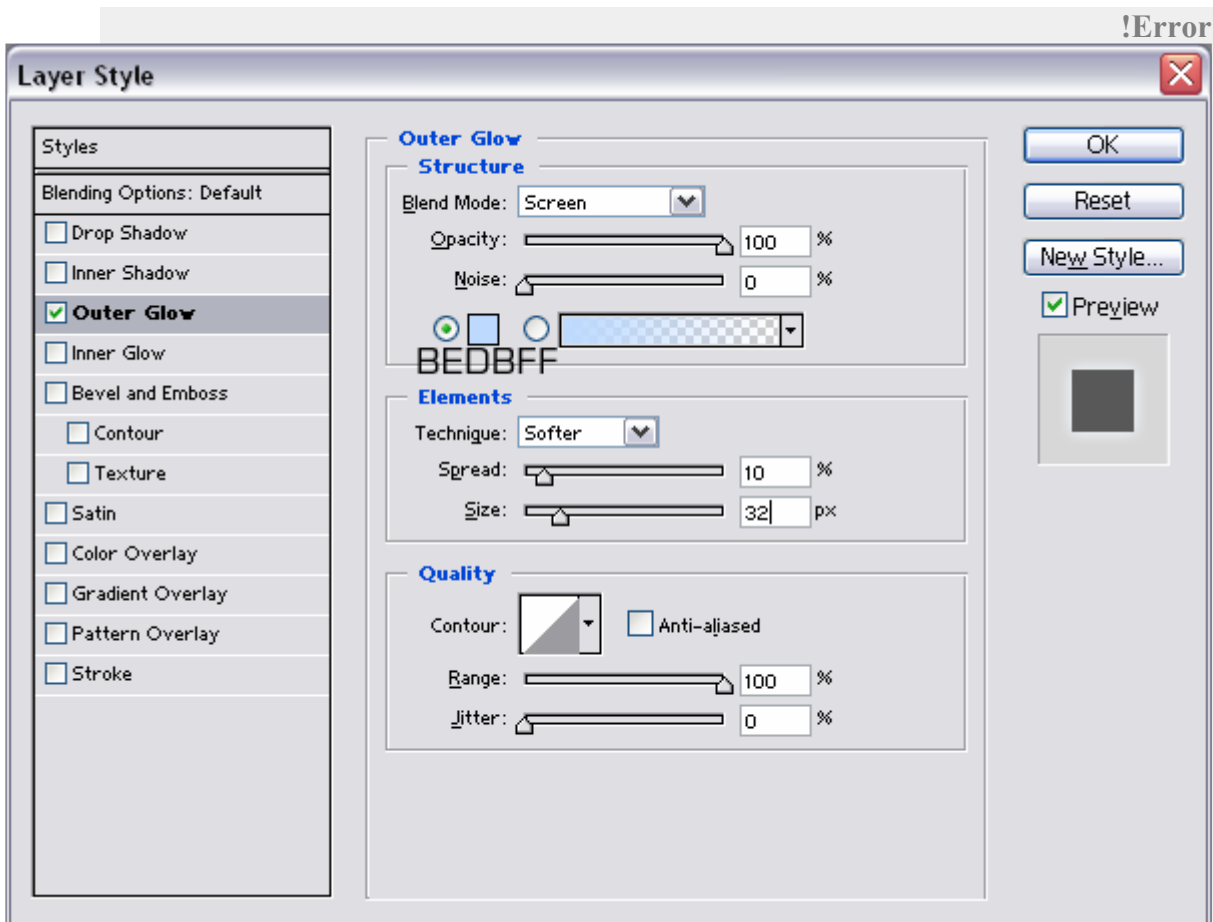 !Error
Layer Style
Styles
Blending Options: Default
Drop Shadow
Inner Shadow
Outer Glow
Inner Glow
Bevel and Emboss
Contour
Texture
Satin
Color Overlay
Gradient Overlay
Pattern Overlay
Stroke
Outer Glow
Structure
Blend Mode: Screen
Opacity: 100 %
Noise: 0 %
BEDBFF
Elements
Technique: Softer
Spread: 10 %
Size: 32 px
Quality
Contour: Anti-aliased
Range: 100 %
Jitter: 0 %
OK
Reset
New Style...
Preview